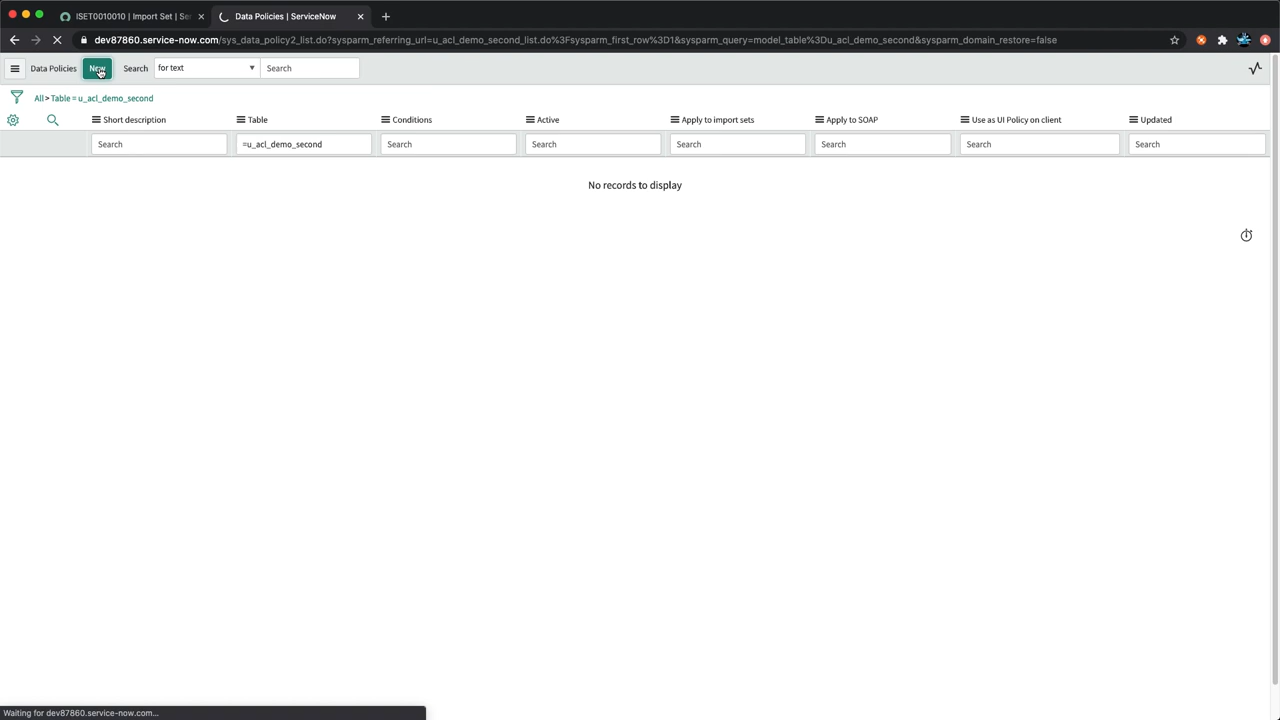 ISET0010010 | Import Set | Ser
Data Policies | ServiceNow
dev87860.service-now.com/sys_data_policy2_list.do?sysparm_referring_url=u_acl_demo_second_list.do%3Fsysparm_first_row%3D1&sysparm_query=model_table%3Du_acl_demo_second&sysparm_domain_restore=false
Data Policies New Search for text Search
All > Table = u_acl_demo_second
Short description Table Conditions Active Apply to import sets Apply to SOAP Use as UI Policy on client Updated
Search =u_acl_demo_second Search Search Search Search Search Search
No records to display
Waiting for dev87860.service-now.com...